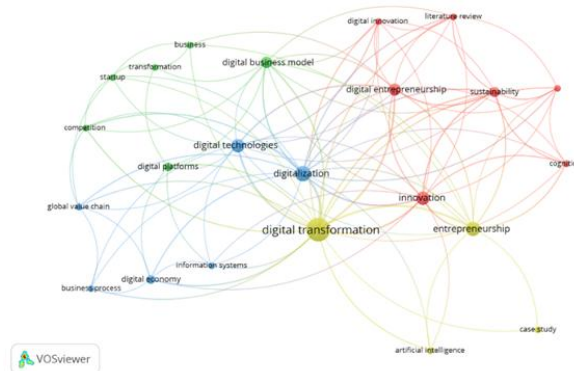 digital innovation
literature review
business
digital business model
transformation
startup
digital entrepreneurship
sustainability
competition
digital technologies
digital platforms
digitalization
innovation
global value chain
digital transformation
entrepreneurship
information systems
digital economy
business process
case study
artificial intelligence
VOSviewer